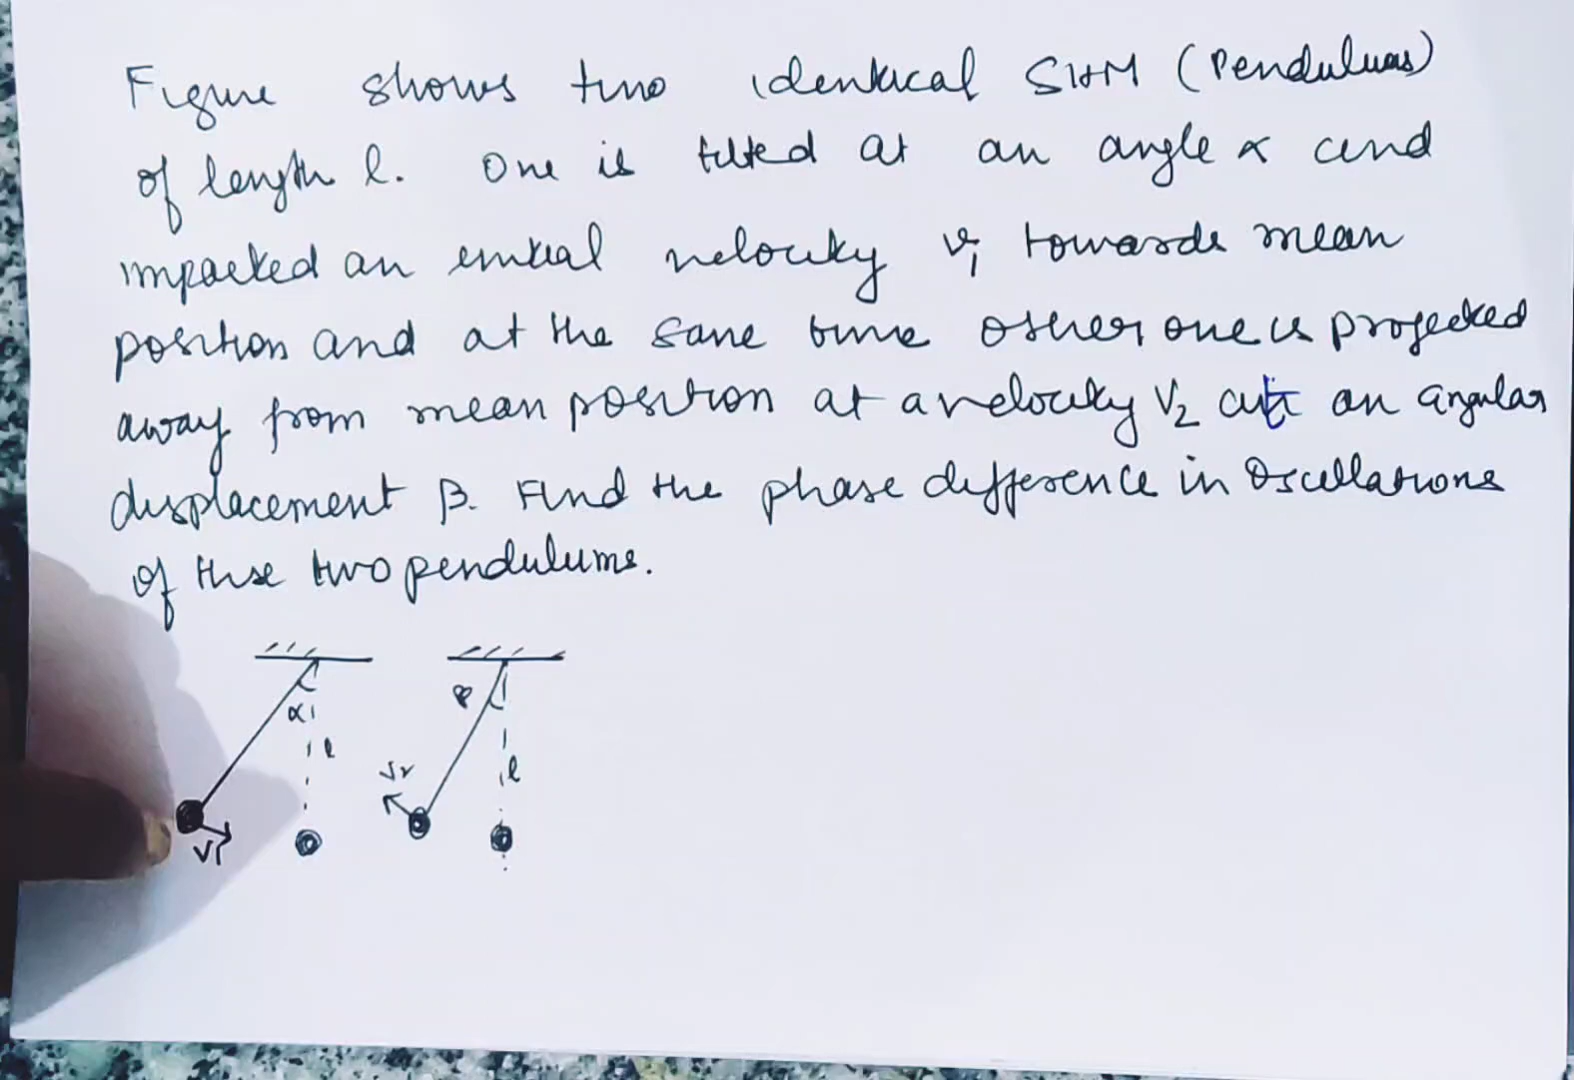 Figure shows two identical SHM (Pendulums)
of length l. One is tilted at an angle α and
imparted an initial velocity v₁ towards mean
position and at the same time other one is projected
away from mean position at a velocity V₂ at an angular
displacement β. Find the phase difference in Oscillations
of these two pendulums.
α
l
V₁
β
l
V₂